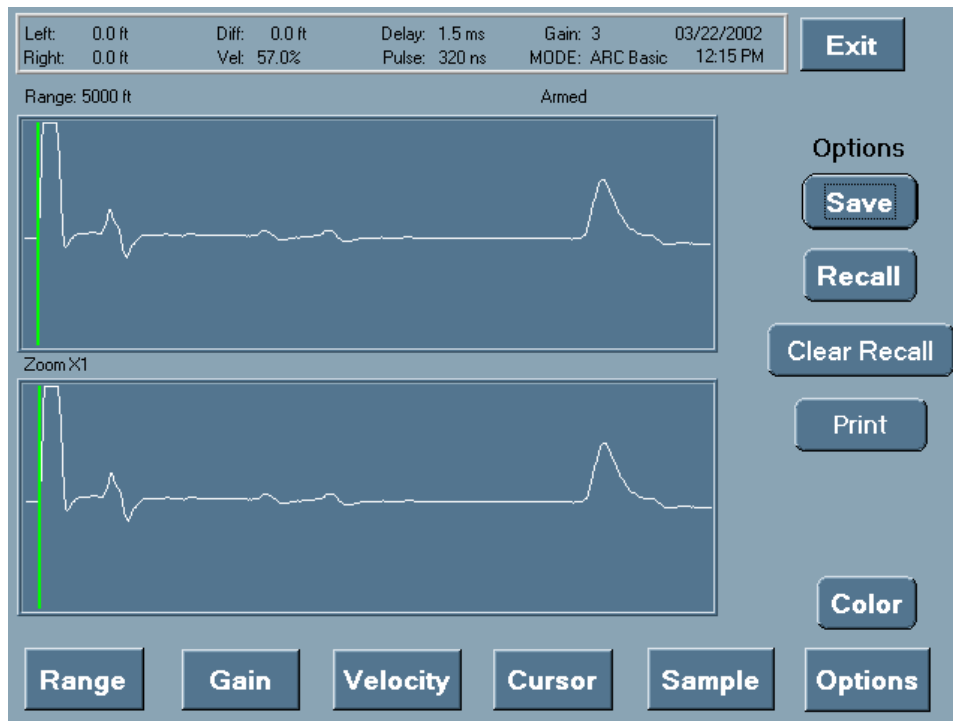 Left: 0.0 ft Diff: 0.0 ft Delay: 1.5 ms Gain: 3 03/22/2002
Right: 0.0 ft Vel: 57.0% Pulse: 320 ns MODE: ARC Basic 12:15 PM
Exit
Range: 5000 ft Armed
Options
Save
Recall
Clear Recall
Zoom X1
Print
Color
Range Gain Velocity Cursor Sample Options